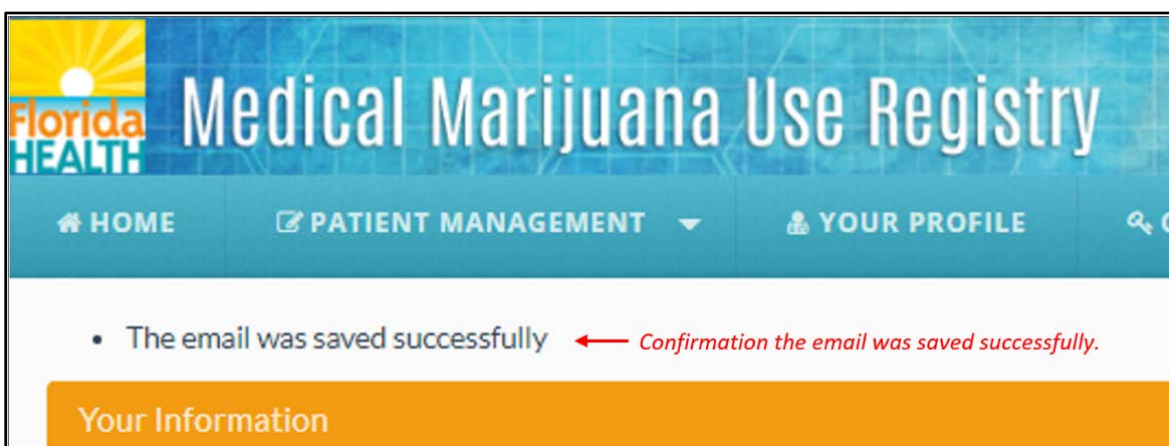 Florida
HEALTH
Medical Marijuana Use Registry
HOME PATIENT MANAGEMENT YOUR PROFILE
• The email was saved successfully Confirmation the email was saved successfully.
Your Information